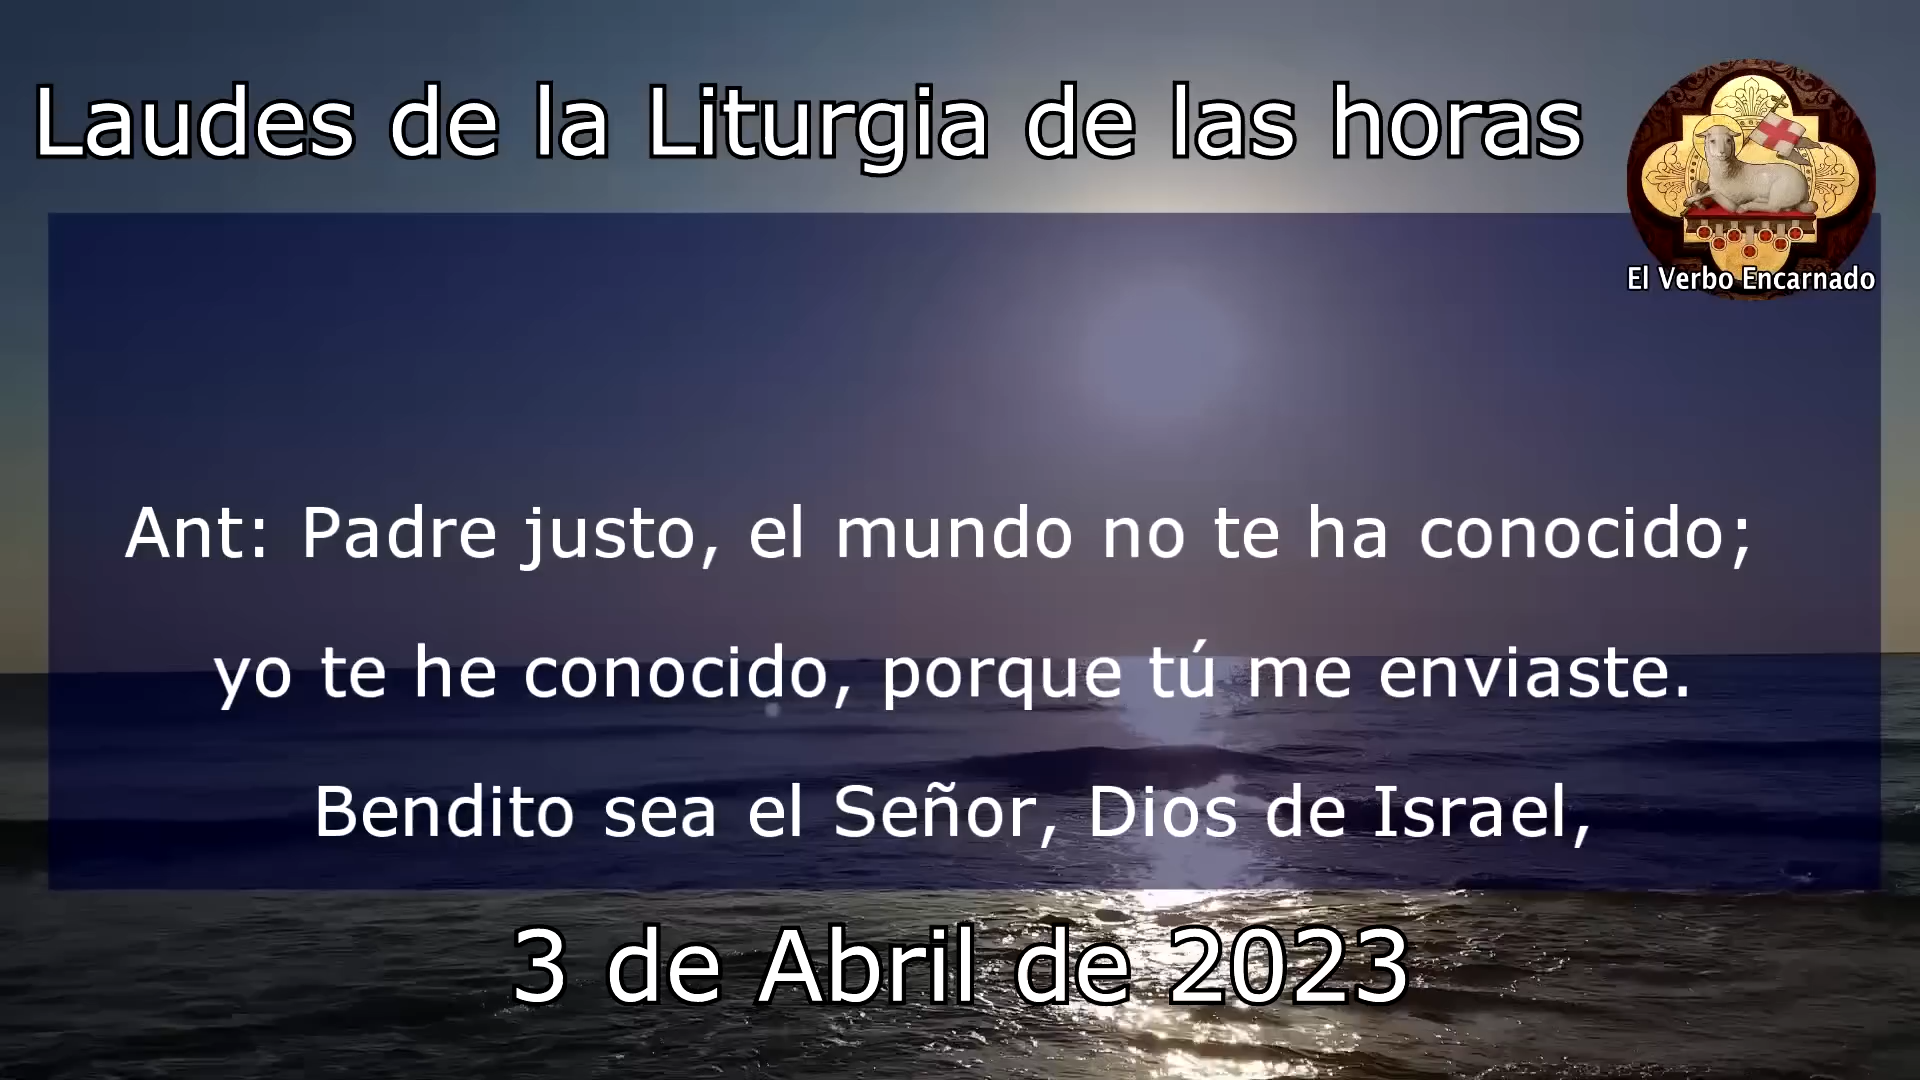 Laudes de la Liturgia de las horas
El Verbo Encarnado
Ant: Padre justo, el mundo no te ha conocido;
yo te he conocido, porque tú me enviaste.
Bendito sea el Señor, Dios de Israel,
3 de Abril de 2023